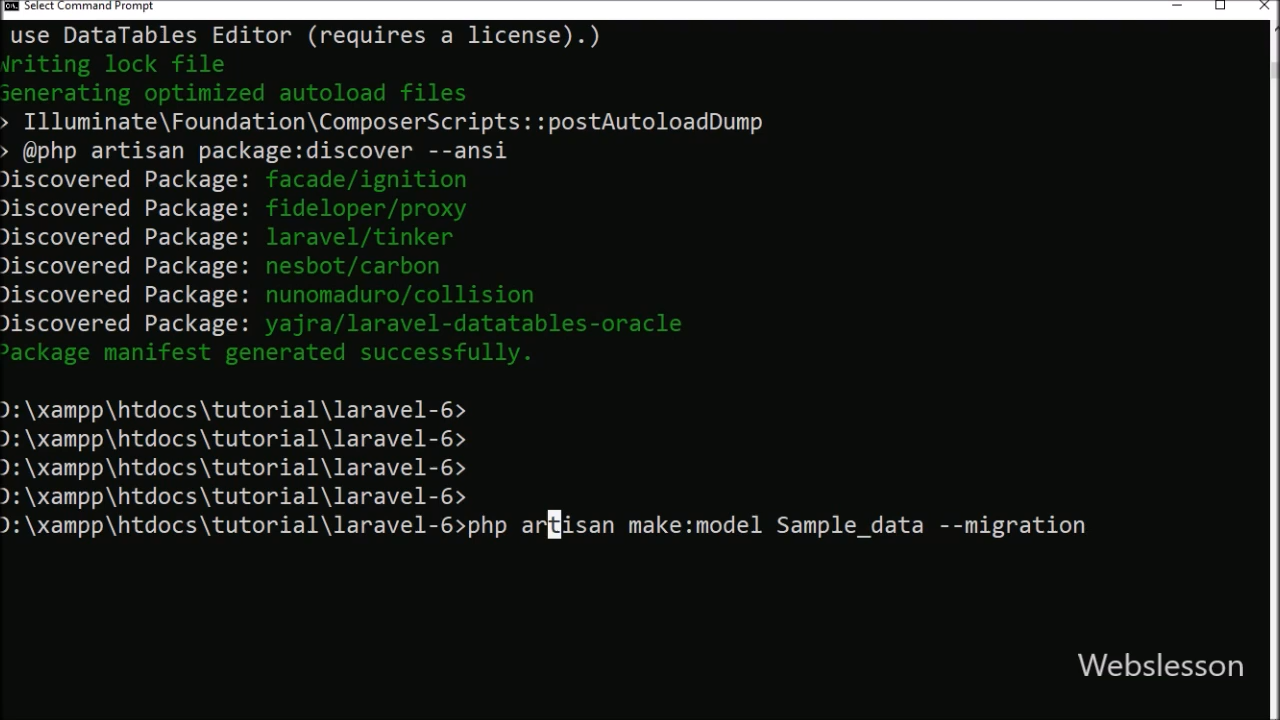 Select Command Prompt
use DataTables Editor (requires a license).)
Writing lock file
Generating optimized autoload files
> Illuminate\Foundation\ComposerScripts::postAutoloadDump
> @php artisan package:discover --ansi
Discovered Package: facade/ignition
Discovered Package: fideloper/proxy
Discovered Package: laravel/tinker
Discovered Package: nesbot/carbon
Discovered Package: nunomaduro/collision
Discovered Package: yajra/laravel-datatables-oracle
Package manifest generated successfully.
D:\xampp\htdocs\tutorial\laravel-6>
D:\xampp\htdocs\tutorial\laravel-6>
D:\xampp\htdocs\tutorial\laravel-6>
D:\xampp\htdocs\tutorial\laravel-6>
D:\xampp\htdocs\tutorial\laravel-6>php artisan make:model Sample_data --migration
Webslesson